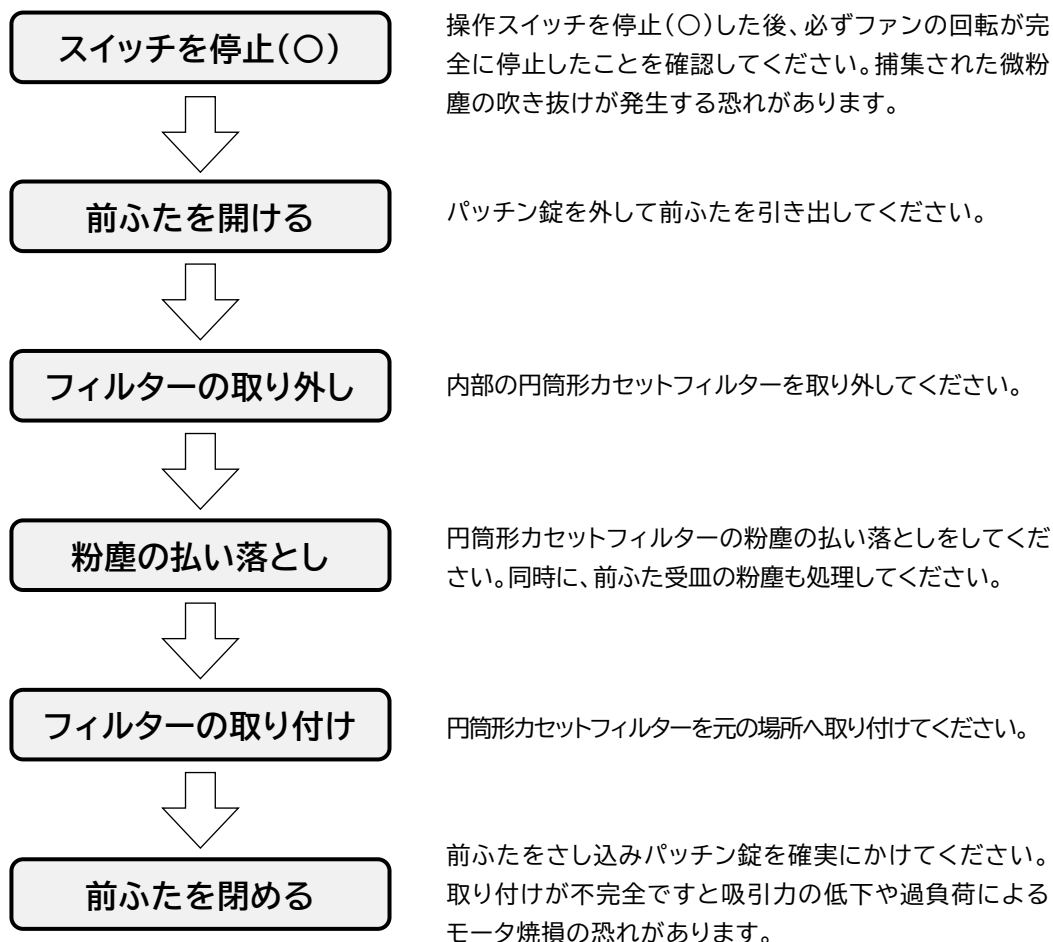 スイッチを停止(〇)
操作スイッチを停止(〇)した後、必ずファンの回転が完
全に停止したことを確認してください。捕集された微粉
塵の吹き抜けが発生する恐れがあります。
前ふたを開ける
パッチン錠を外して前ふたを引き出してください。
フィルターの取り外し
内部の円筒形カセットフィルターを取り外してください。
粉塵の払い落とし
円筒形カセットフィルターの粉塵の払い落としをしてくだ
さい。同時に、前ふた受皿の粉塵も処理してください。
フィルターの取り付け
円筒形カセットフィルターを元の場所へ取り付けてください。
前ふたを閉める
前ふたをさし込みパッチン錠を確実にかけてください。
取り付けが不完全ですと吸引力の低下や過負荷による
モータ焼損の恐れがあります。